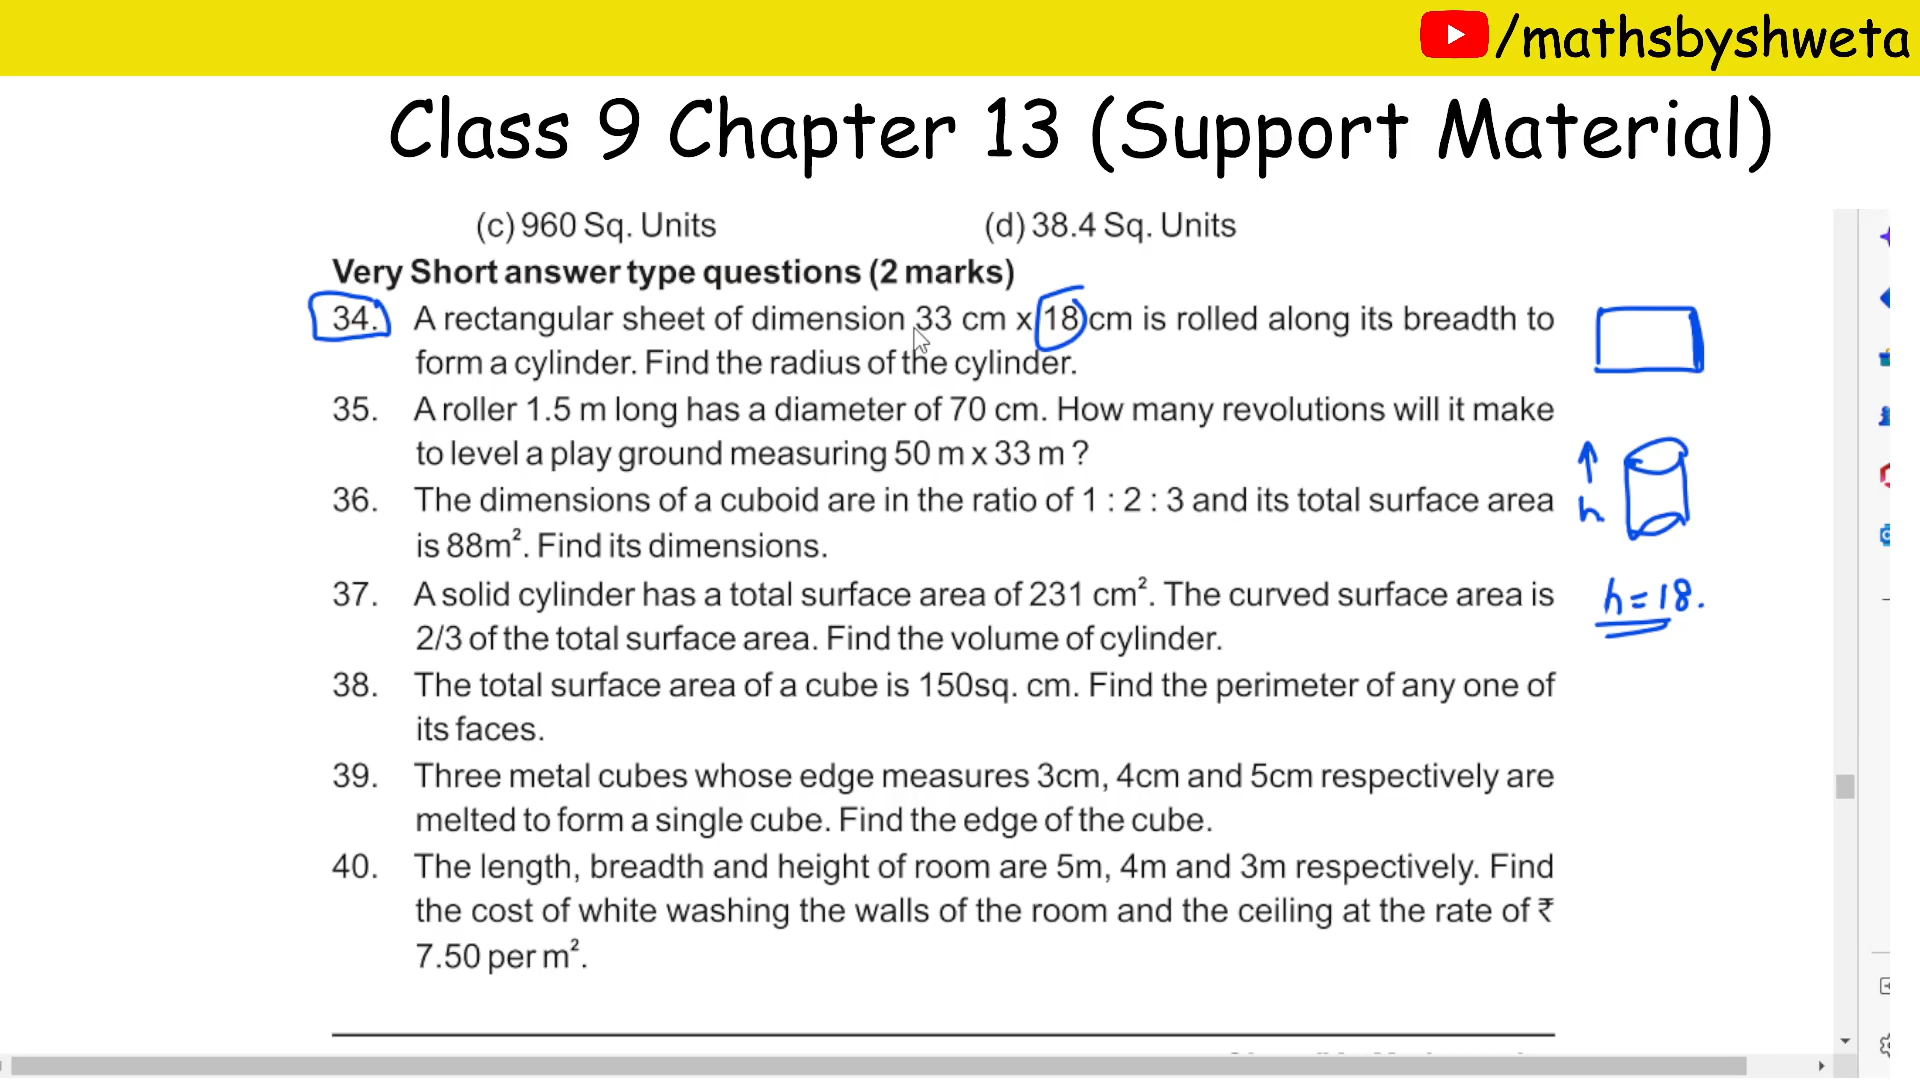 /mathsbyshweta
Class 9 Chapter 13 (Support Material)
(c) 960 Sq. Units (d) 38.4 Sq. Units
Very Short answer type questions (2 marks)
34. A rectangular sheet of dimension 33 cm x 18 cm is rolled along its breadth to
form a cylinder. Find the radius of the cylinder.
35. A roller 1.5 m long has a diameter of 70 cm. How many revolutions will it make
to level a play ground measuring 50 m x 33 m ?
36. The dimensions of a cuboid are in the ratio of 1 : 2 : 3 and its total surface area
is 88m². Find its dimensions.
h
37. A solid cylinder has a total surface area of 231 cm². The curved surface area is
2/3 of the total surface area. Find the volume of cylinder.
h = 18.
38. The total surface area of a cube is 150sq. cm. Find the perimeter of any one of
its faces.
39. Three metal cubes whose edge measures 3cm, 4cm and 5cm respectively are
melted to form a single cube. Find the edge of the cube.
40. The length, breadth and height of room are 5m, 4m and 3m respectively. Find
the cost of white washing the walls of the room and the ceiling at the rate of ₹
7.50 per m².